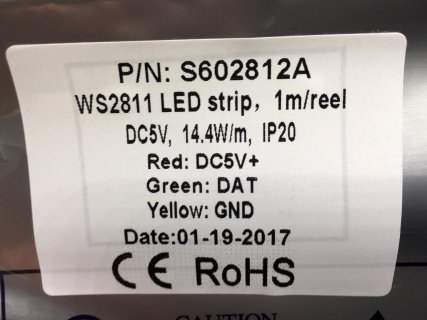 P/N: S602812A
WS2811 LED strip, 1m/reel
DC5V, 14.4W/m, IP20
Red: DC5V+
Green: DAT
Yellow: GND
Date:01-19-2017
CE RoHS
CAUTION